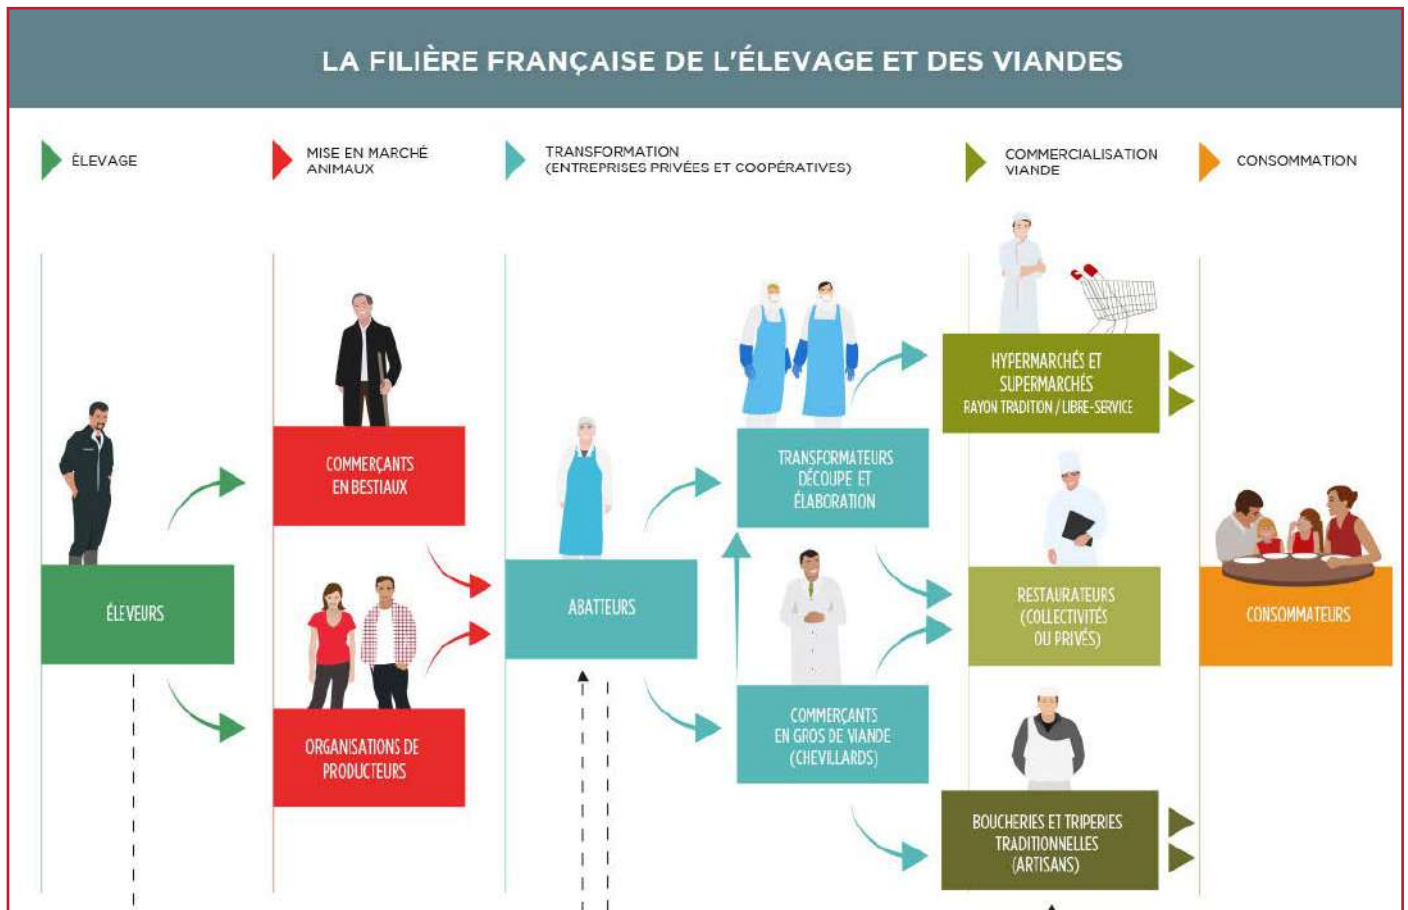 LA FILIÈRE FRANÇAISE DE L'ÉLEVAGE ET DES VIANDES
ÉLEVAGE
MISE EN MARCHÉ
ANIMAUX
TRANSFORMATION
(ENTREPRISES PRIVÉES ET COOPÉRATIVES)
COMMERCIALISATION
VIANDE
CONSOMMATION
ÉLEVEURS
COMMERÇANTS
EN BESTIAUX
ORGANISATIONS DE
PRODUCTEURS
ABATTEURS
TRANSFORMATEURS
DÉCOUPE ET
ÉLABORATION
COMMERÇANTS
EN GROS DE VIANDE
(CHEVILLARDS)
HYPERMARCHÉS ET
SUPERMARCHÉS
RAYON TRADITION / LIBRE-SERVICE
RESTAURATEURS
(COLLECTIVITÉS
OU PRIVÉS)
BOUCHERIES ET TRIPERIES
TRADITIONNELLES
(ARTISANS)
CONSOMMATEURS